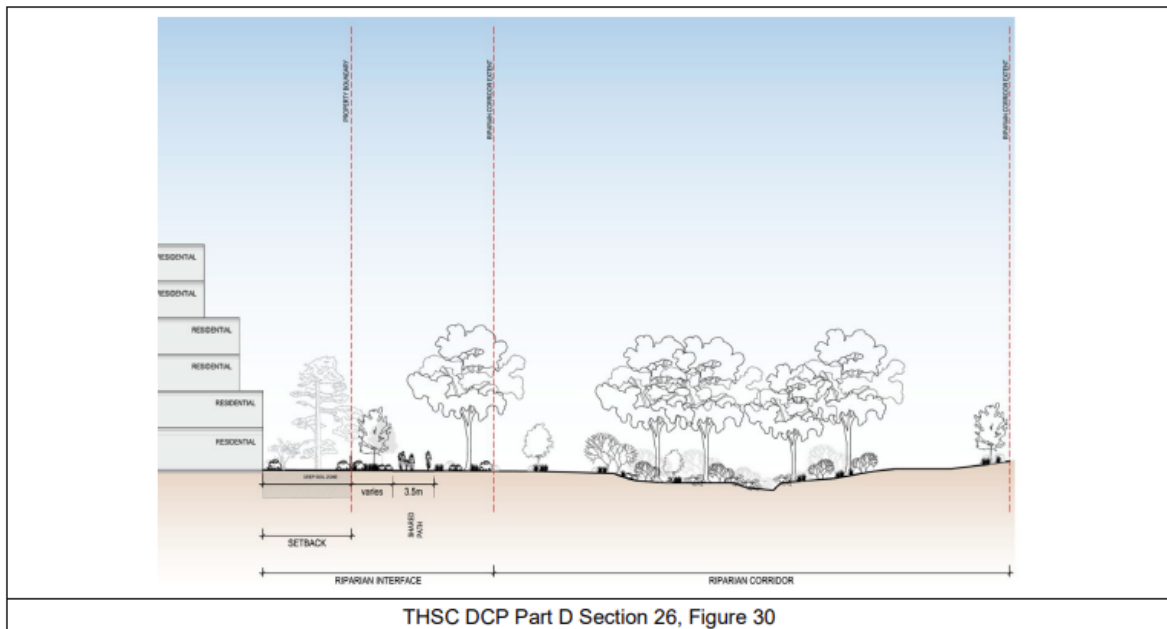 PROPERTY BOUNDARY
RIPARIAN CORRIDOR EXTENT
RIPARIAN CORRIDOR EXTENT
RESIDENTIAL
RESIDENTIAL
RESIDENTIAL
RESIDENTIAL
RESIDENTIAL
RESIDENTIAL
DEEP SOIL ZONE
varies
3.5m
SHARED
PATH
SETBACK
RIPARIAN INTERFACE
RIPARIAN CORRIDOR
THSC DCP Part D Section 26, Figure 30